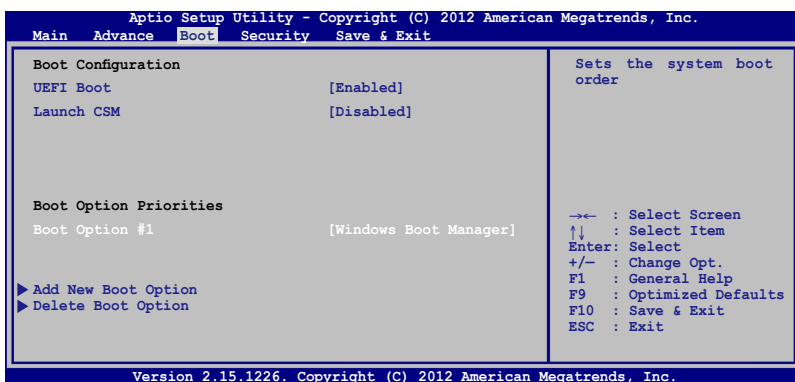 Aptio Setup Utility - Copyright (C) 2012 American Megatrends, Inc.
Main Advance Boot Security Save & Exit
Boot Configuration
UEFI Boot [Enabled]
Launch CSM [Disabled]
Boot Option Priorities
Boot Option #1 [Windows Boot Manager]
Add New Boot Option
Delete Boot Option
Sets the system boot
order
→← : Select Screen
↑↓ : Select Item
Enter: Select
+/— : Change Opt.
F1 : General Help
F9 : Optimized Defaults
F10 : Save & Exit
ESC : Exit
Version 2.15.1226. Copyright (C) 2012 American Megatrends, Inc.